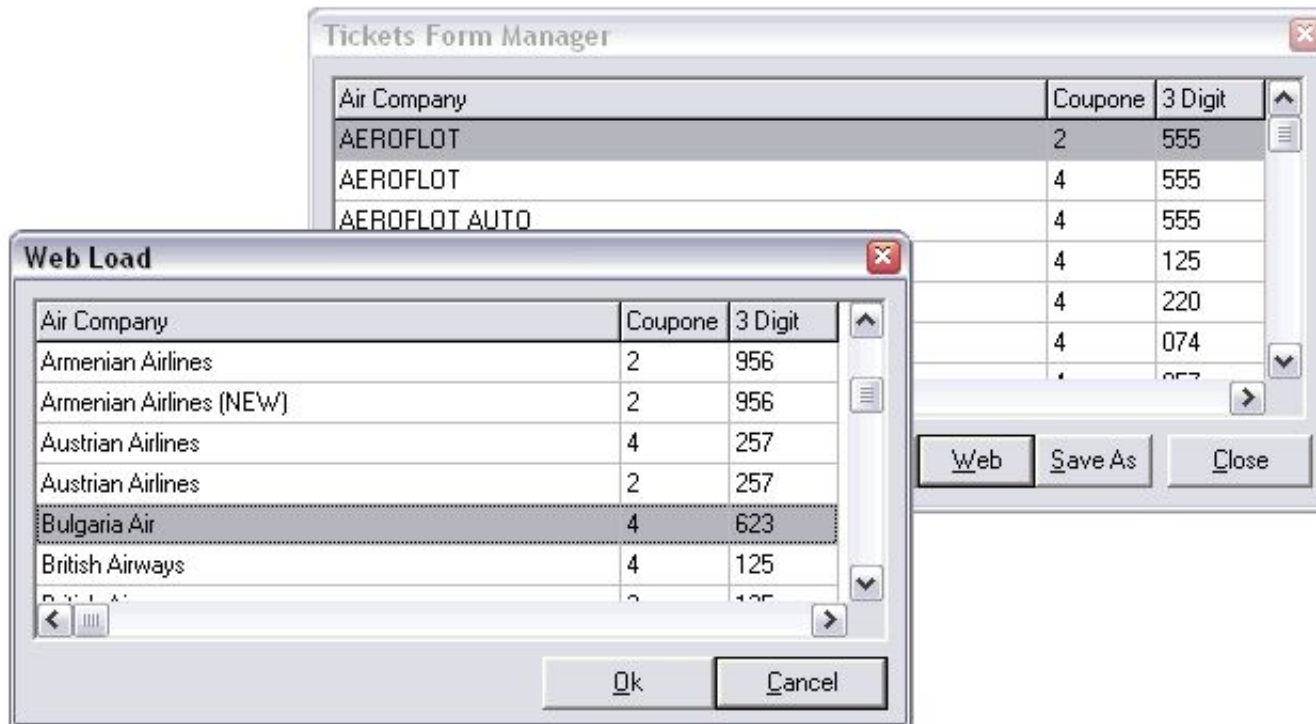 Tickets Form Manager
Air Company Coupone 3 Digit
AEROFLOT 2 555
AEROFLOT 4 555
AEROFLOT AUTO 4 555
4 125
4 220
4 074
Web Save As Close
Web Load
Air Company Coupone 3 Digit
Armenian Airlines 2 956
Armenian Airlines (NEW) 2 956
Austrian Airlines 4 257
Austrian Airlines 2 257
Bulgaria Air 4 623
British Airways 4 125
Ok Cancel